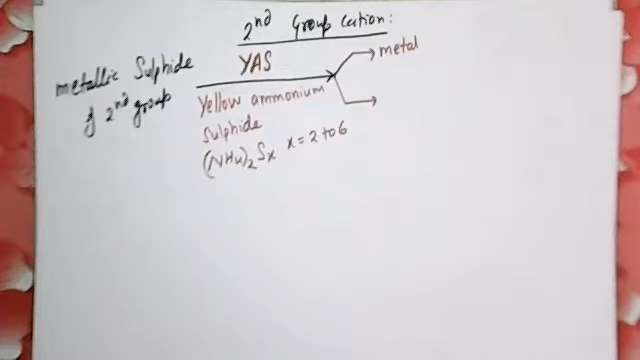 2nd Group Cation:
metallic Sulphide
of 2nd group
YAS
Yellow ammonium
Sulphide
(NH4)2Sx x=2 to 6
metal